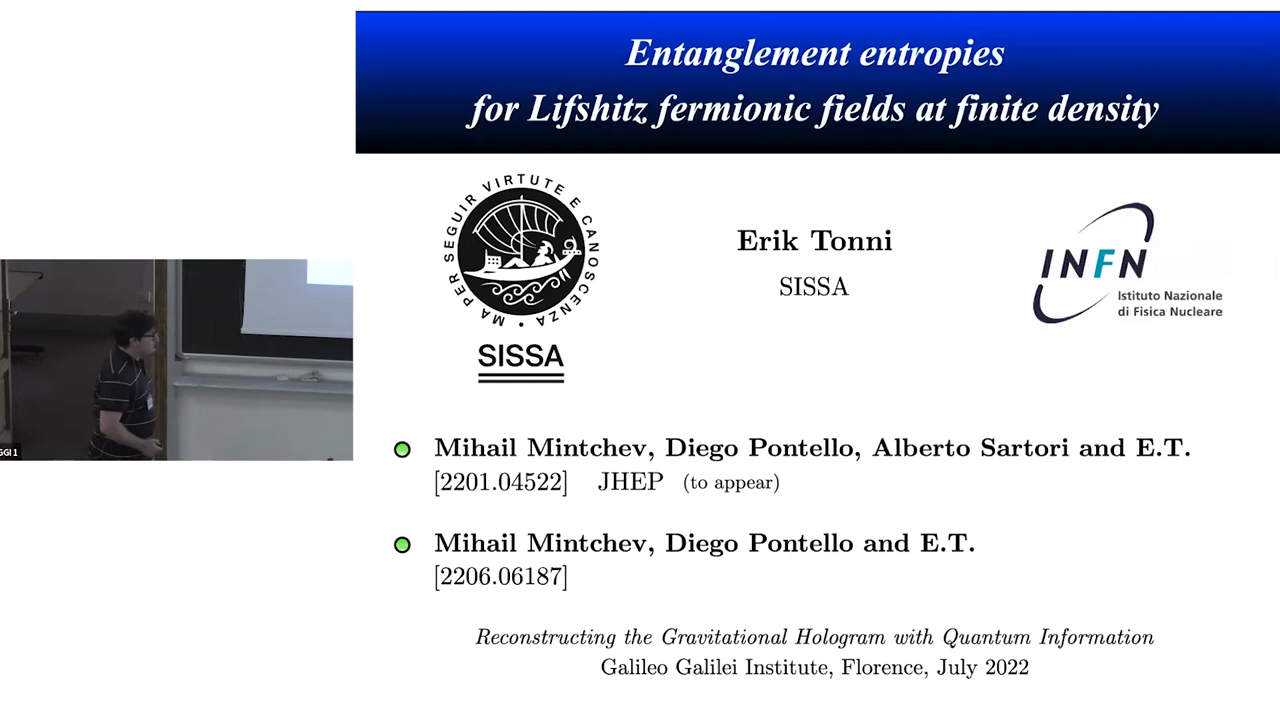 Entanglement entropies
for Lifshitz fermionic fields at finite density
MA PER SEGUIR VIRTUTE E CANOSCENZA •
SISSA
Erik Tonni
SISSA
INFN
Istituto Nazionale
di Fisica Nucleare
GGI 1
Mihail Mintchev, Diego Pontello, Alberto Sartori and E.T.
[2201.04522] JHEP (to appear)
Mihail Mintchev, Diego Pontello and E.T.
[2206.06187]
Reconstructing the Gravitational Hologram with Quantum Information
Galileo Galilei Institute, Florence, July 2022